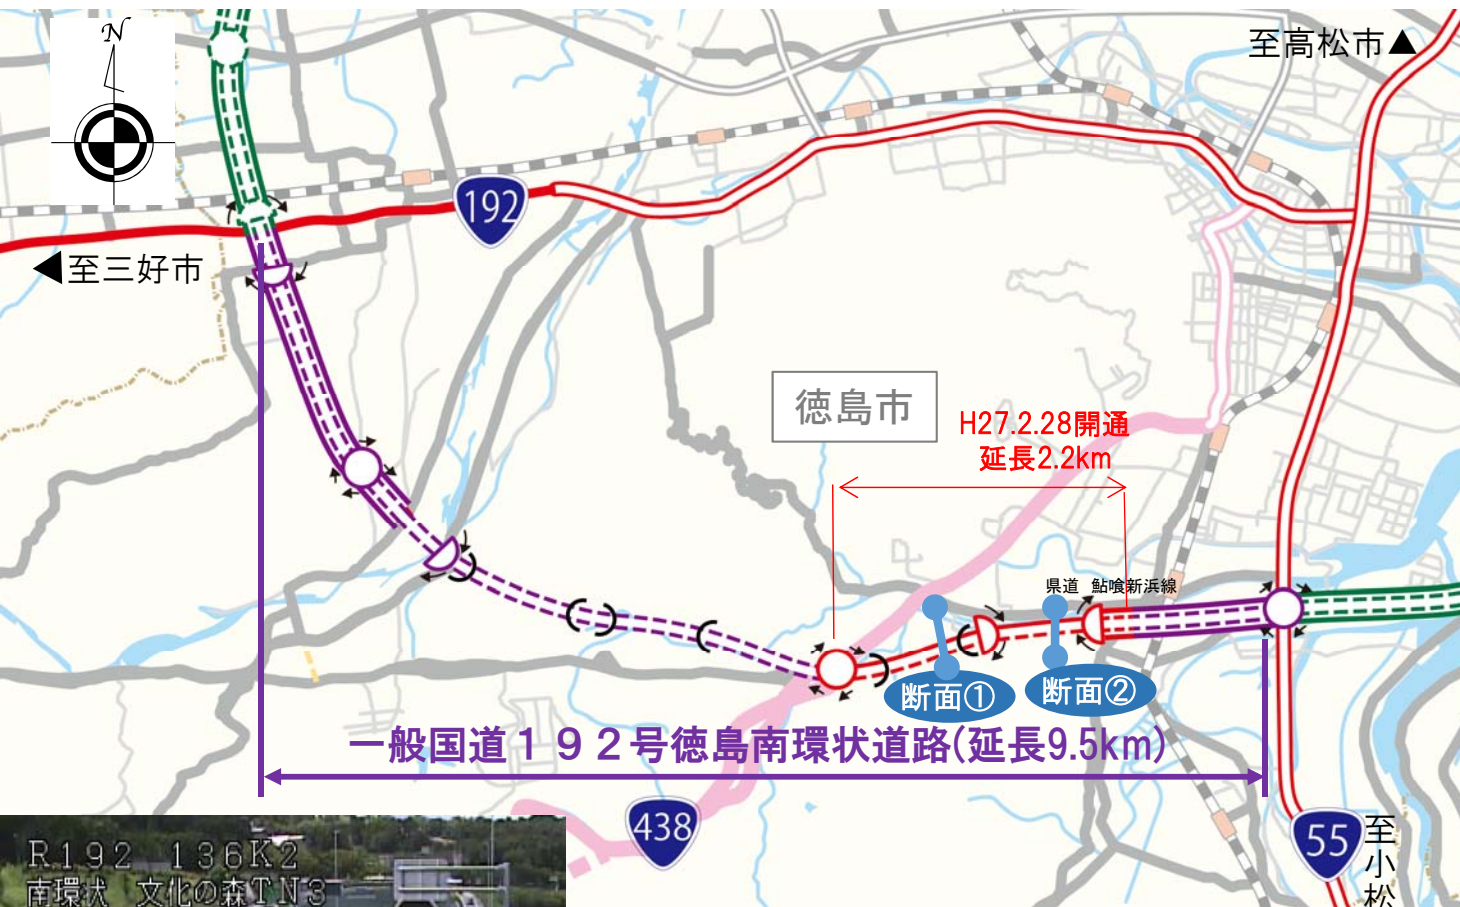 N
至高松市▲
192
◀至三好市
徳島市
H27.2.28開通
延長2.2km
県道 鮎喰新浜線
断面①
断面②
一般国道１９２号徳島南環状道路(延長9.5km)
438
55
至小松
R192 136K2
南環状 文化の森TN3